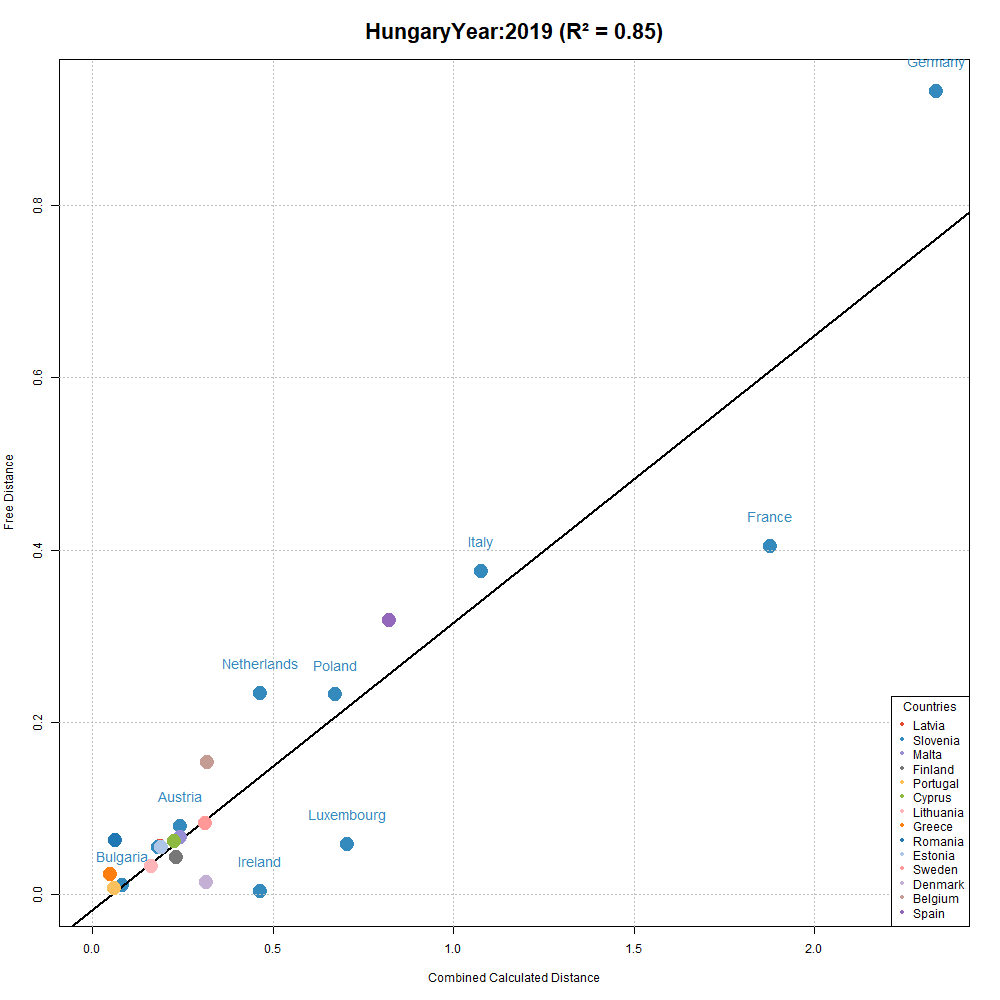 HungaryYear:2019 (R² = 0.85)
Germany
0.8
0.6
Free Distance
0.4
0.2
0.0
France
Italy
Netherlands
Poland
Austria
Luxembourg
Bulgaria
Ireland
Countries
Latvia
Slovenia
Malta
Finland
Portugal
Cyprus
Lithuania
Greece
Romania
Estonia
Sweden
Denmark
Belgium
Spain
0.0 0.5 1.0 1.5 2.0
Combined Calculated Distance